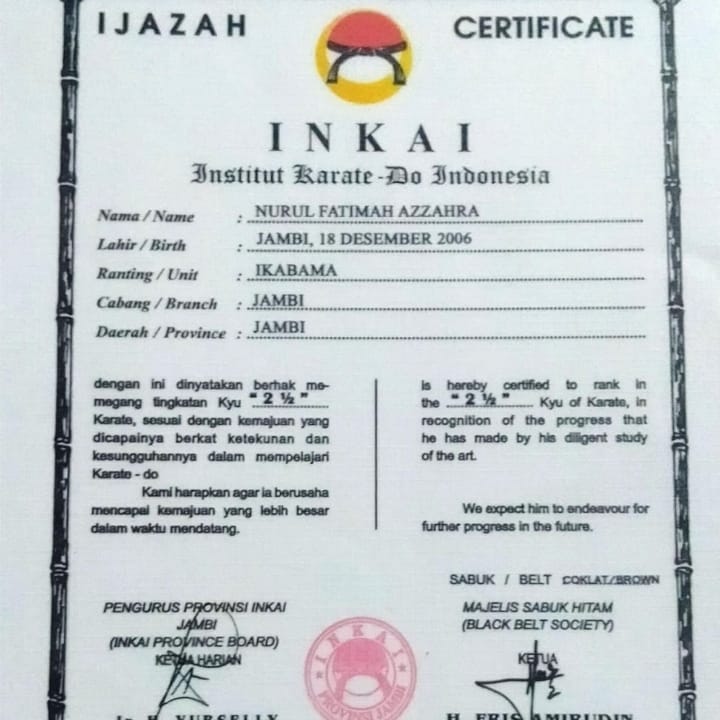 IJAZAH
CERTIFICATE
INKAI
Institut Karate-Do Indonesia
Nama / Name : NURUL FATIMAH AZZAHRA
Lahir / Birth : JAMBI, 18 DESEMBER 2006
Ranting / Unit : IKABAMA
Cabang / Branch : JAMBI
Daerah / Province : JAMBI
dengan ini dinyatakan berhak me-
megang tingkatan Kyu " 2 ½ "
Karate, sesuai dengan kemajuan yang
dicapainya berkat ketekunan dan
kesungguhannya dalam mempelajari
Karate - do
Kami harapkan agar ia berusaha
mencapai kemajuan yang lebih besar
dalam waktu mendatang.
is hereby certified to rank in
the " 2 ½ " Kyu of Karate, in
recognition of the progress that
he has made by his diligent study
of the art.
We expect him to endeavour for
further progress in the future.
SABUK / BELT COKLAT/BROWN
PENGURUS PROVINSI INKAI
JAMBI
(INKAI PROVINCE BOARD)
KETUA HARIAN
MAJELIS SABUK HITAM
(BLACK BELT SOCIETY)
KETUA
INKAI
PROVINSI JAMBI
Ir. H. NURSELLY
H. FRIS AMIRUDIN